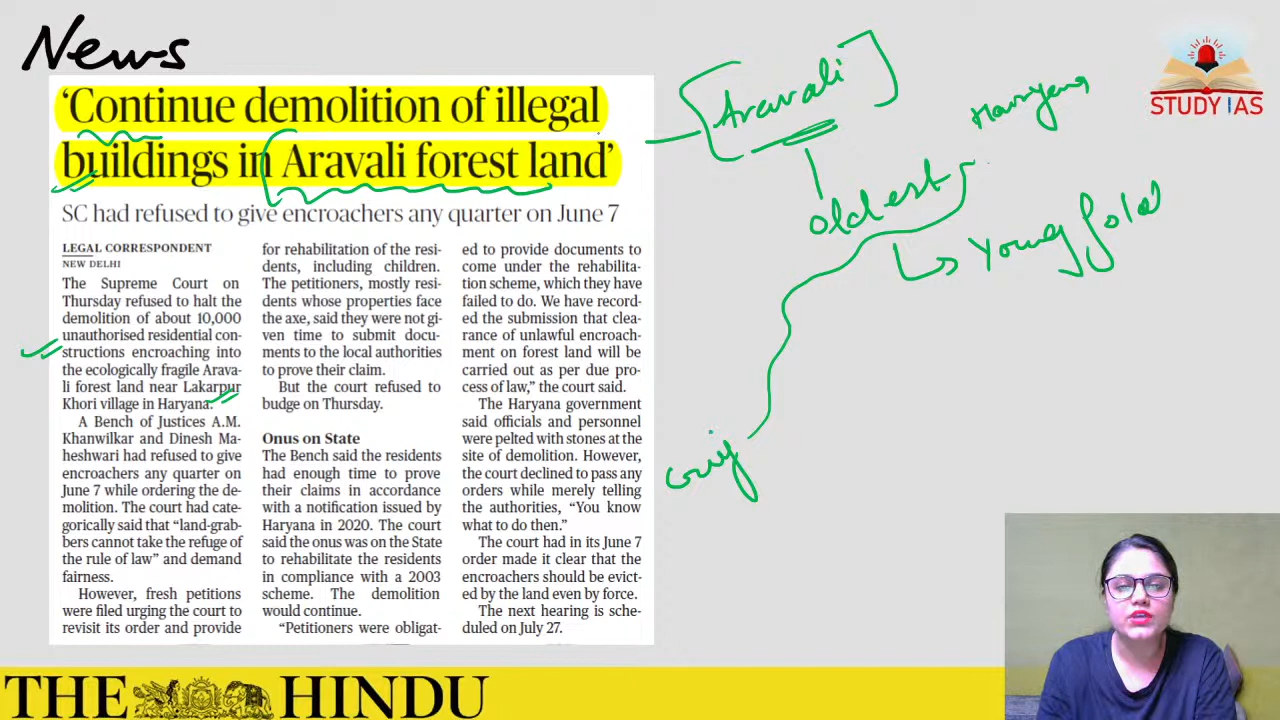 News
'Continue demolition of illegal
buildings in Aravali forest land'
SC had refused to give encroachers any quarter on June 7
LEGAL CORRESPONDENT
NEW DELHI
The Supreme Court on
Thursday refused to halt the
demolition of about 10,000
unauthorised residential con-
structions encroaching into
the ecologically fragile Arava-
li forest land near Lakarpur
Khori village in Haryana.
A Bench of Justices A.M.
Khanwilkar and Dinesh Ma-
heshwari had refused to give
encroachers any quarter on
June 7 while ordering the de-
molition. The court had cate-
gorically said that "land-grab-
bers cannot take the refuge of
the rule of law" and demand
fairness.
However, fresh petitions
were filed urging the court to
revisit its order and provide
for rehabilitation of the resi-
dents, including children.
The petitioners, mostly resi-
dents whose properties face
the axe, said they were not gi-
ven time to submit docu-
ments to the local authorities
to prove their claim.
But the court refused to
budge on Thursday.
Onus on State
The Bench said the residents
had enough time to prove
their claims in accordance
with a notification issued by
Haryana in 2020. The court
said the onus was on the State
to rehabilitate the residents
in compliance with a 2003
scheme. The demolition
would continue.
"Petitioners were obligat-
ed to provide documents to
come under the rehabilita-
tion scheme, which they have
failed to do. We have record-
ed the submission that clea-
rance of unlawful encroach-
ment on forest land will be
carried out as per due pro-
cess of law," the court said.
The Haryana government
said officials and personnel
were pelted with stones at the
site of demolition. However,
the court declined to pass any
orders while merely telling
the authorities, "You know
what to do then."
The court had in its June 7
order made it clear that the
encroachers should be evict-
ed by the land even by force.
The next hearing is sche-
duled on July 27.
Aravali
Haryana
oldest
Young fold
STUDY IAS
THE HINDU